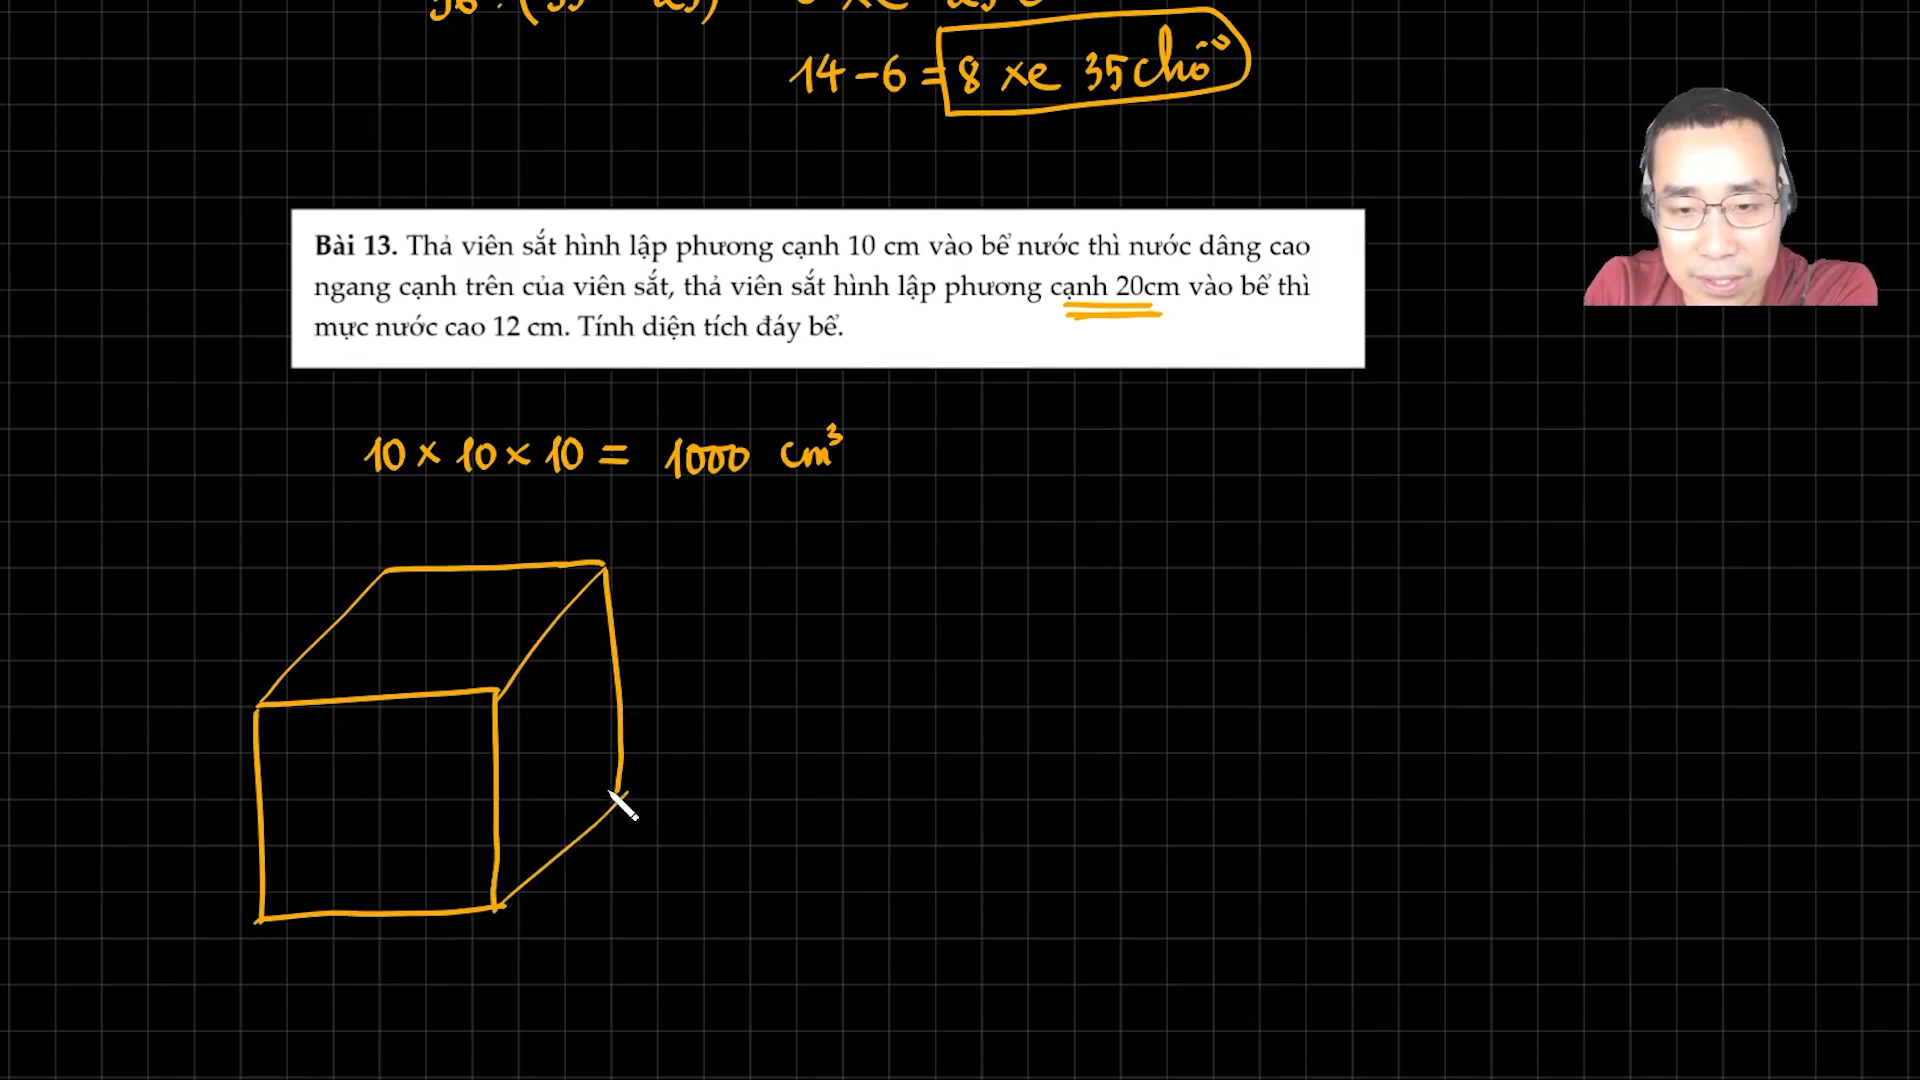 14 - 6 = 8 xe 35 chỗ
Bài 13. Thả viên sắt hình lập phương cạnh 10 cm vào bể nước thì nước dâng cao
ngang cạnh trên của viên sắt, thả viên sắt hình lập phương cạnh 20cm vào bể thì
mực nước cao 12 cm. Tính diện tích đáy bể.
10 × 10 × 10 = 1000 cm³